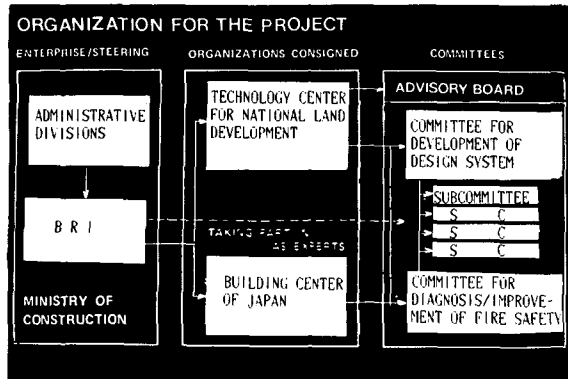 ORGANIZATION FOR THE PROJECT
ENTERPRISE/STEERING
ORGANIZATIONS CONSIGNED
COMMITTEES
ADMINISTRATIVE
DIVISIONS
B R I
MINISTRY OF
CONSTRUCTION
TECHNOLOGY CENTER
FOR NATIONAL LAND
DEVELOPMENT
TAKING PART IN
AS EXPERTS
BUILDING CENTER
OF JAPAN
ADVISORY BOARD
COMMITTEE FOR
DEVELOPMENT OF
DESIGN SYSTEM
SUBCOMMITTEE
S C
S C
S C
COMMITTEE FOR
DIAGNOSIS/IMPROVE-
MENT OF FIRE SAFETY